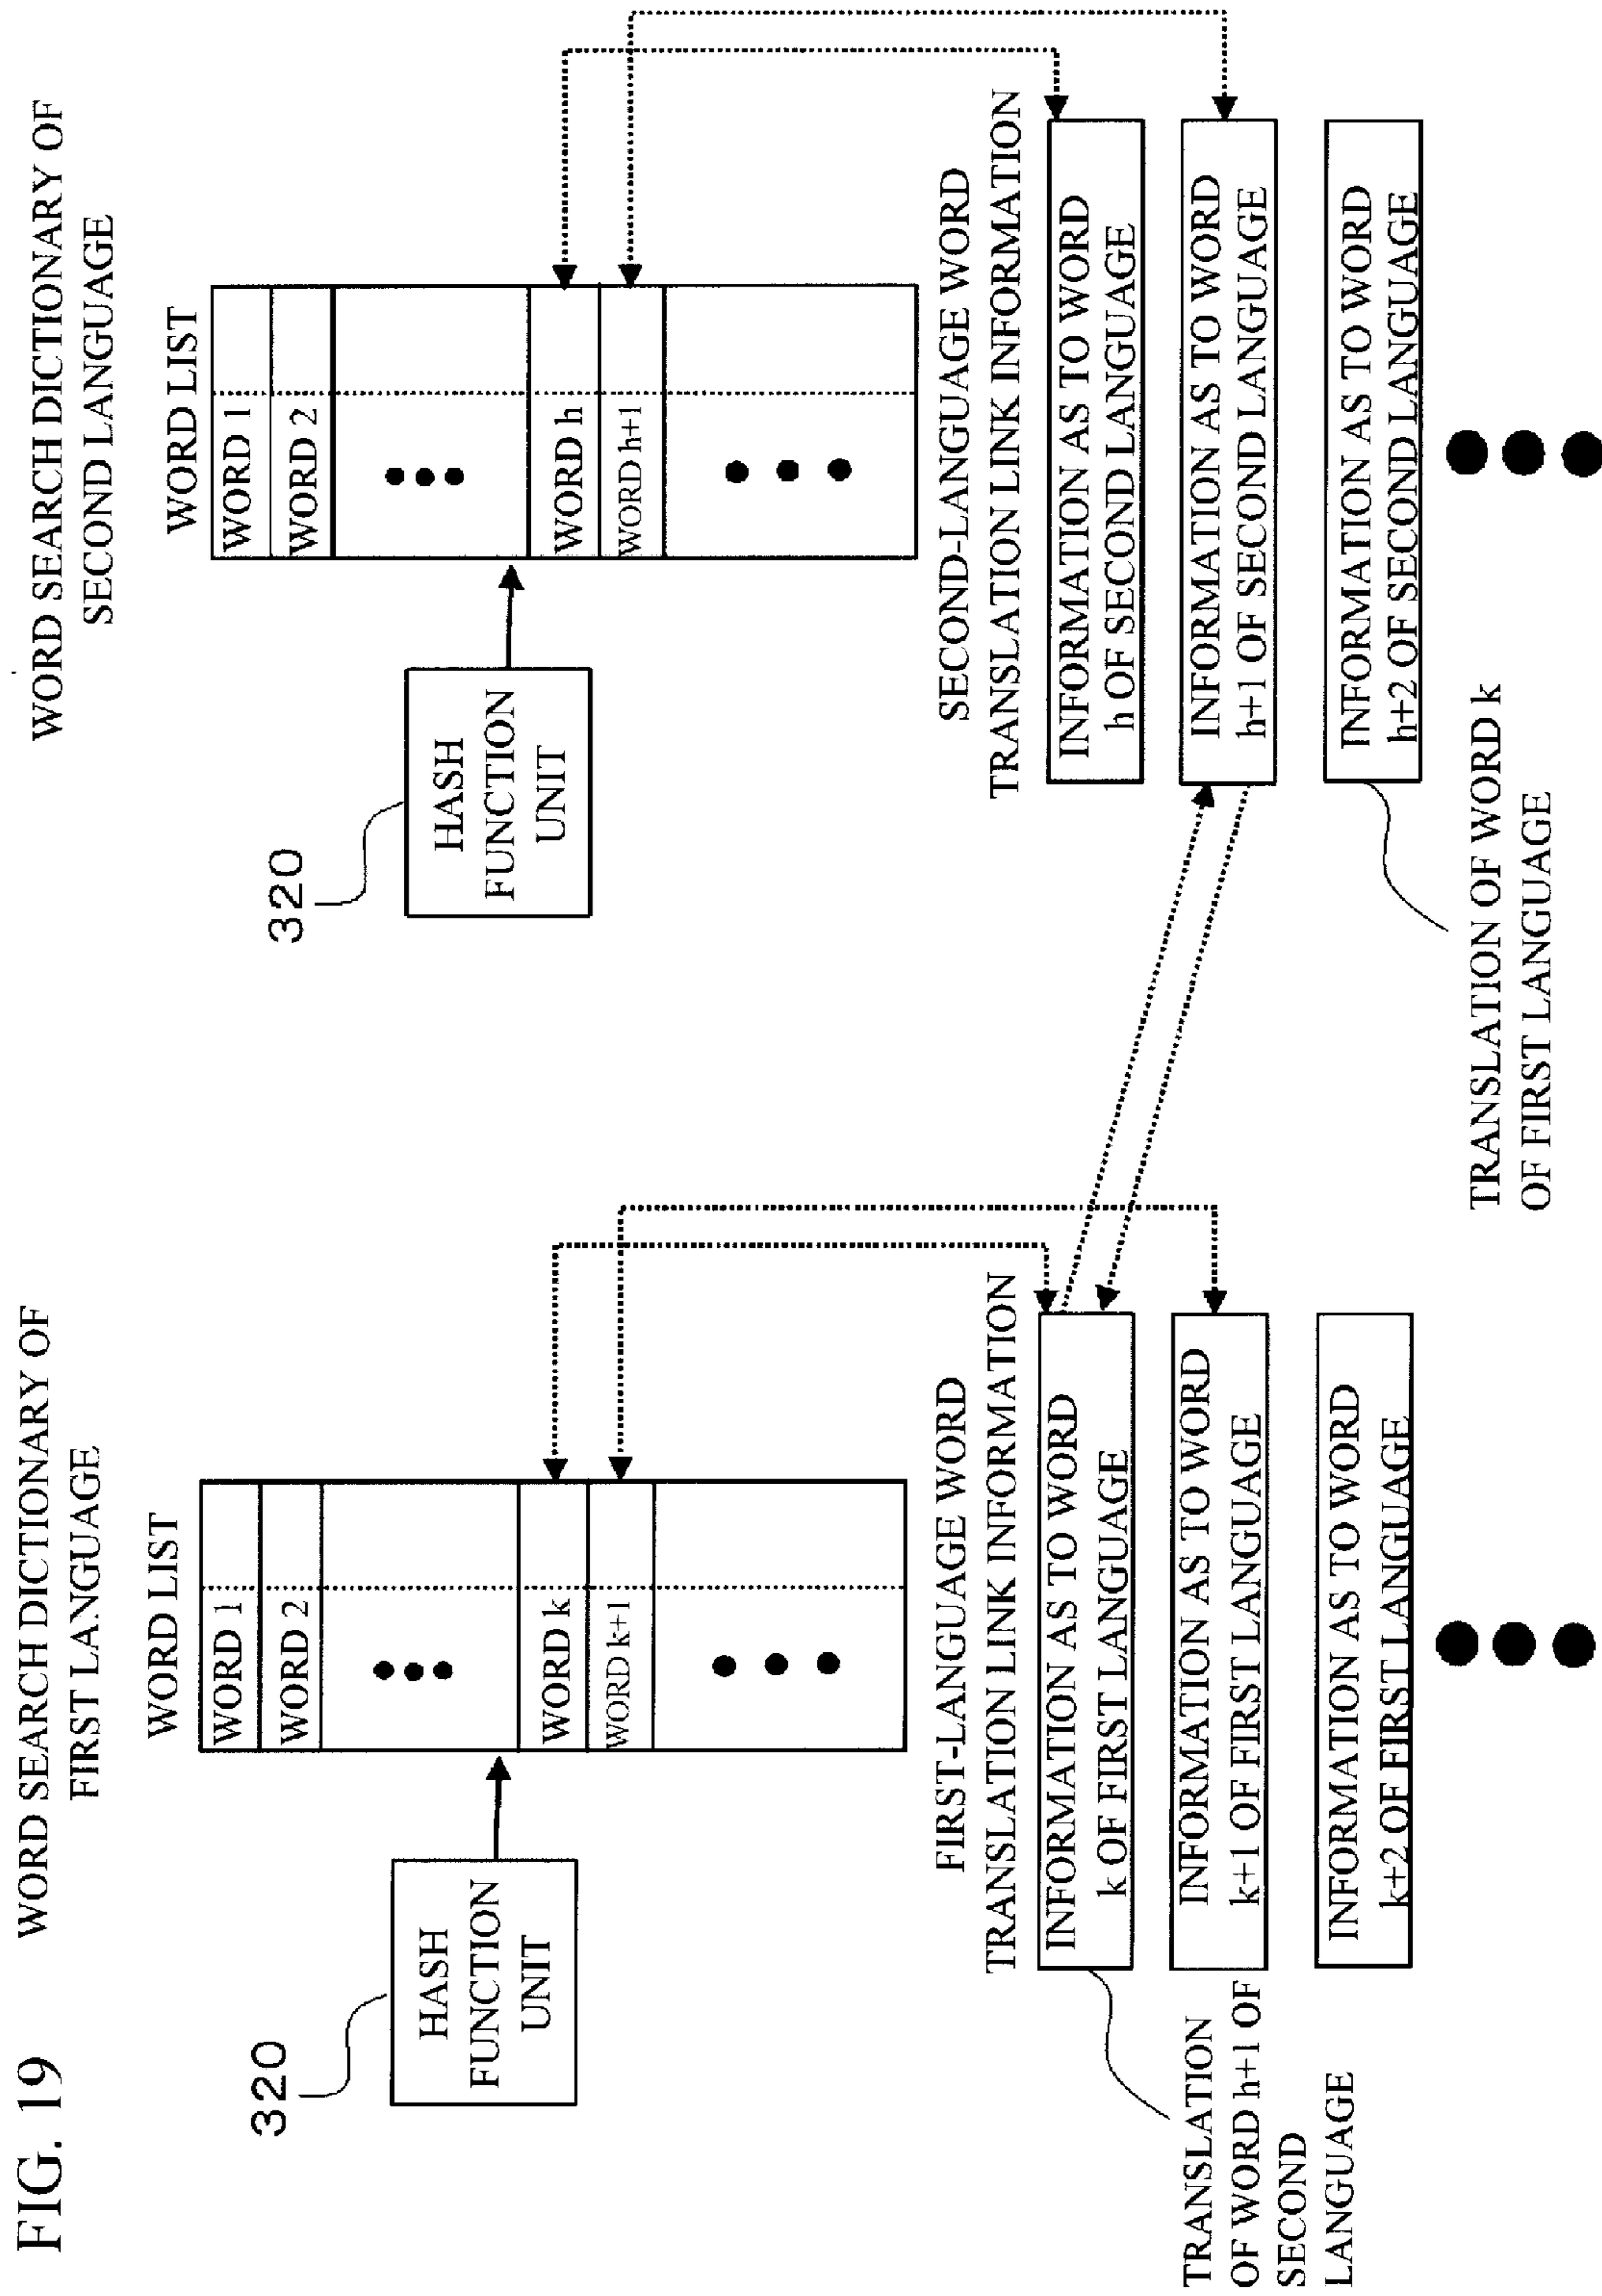 FIG. 19
WORD SEARCH DICTIONARY OF
FIRST LANGUAGE
WORD LIST
WORD 1
WORD 2
WORD k
WORD k+1
320
HASH
FUNCTION
UNIT
FIRST-LANGUAGE WORD
TRANSLATION LINK INFORMATION
INFORMATION AS TO WORD
k OF FIRST LANGUAGE
INFORMATION AS TO WORD
k+1 OF FIRST LANGUAGE
INFORMATION AS TO WORD
k+2 OF FIRST LANGUAGE
TRANSLATION
OF WORD h+1 OF
SECOND
LANGUAGE
WORD SEARCH DICTIONARY OF
SECOND LANGUAGE
WORD LIST
WORD 1
WORD 2
WORD h
WORD h+1
320
HASH
FUNCTION
UNIT
SECOND-LANGUAGE WORD
TRANSLATION LINK INFORMATION
INFORMATION AS TO WORD
h OF SECOND LANGUAGE
INFORMATION AS TO WORD
h+1 OF SECOND LANGUAGE
INFORMATION AS TO WORD
h+2 OF SECOND LANGUAGE
TRANSLATION OF WORD k
OF FIRST LANGUAGE